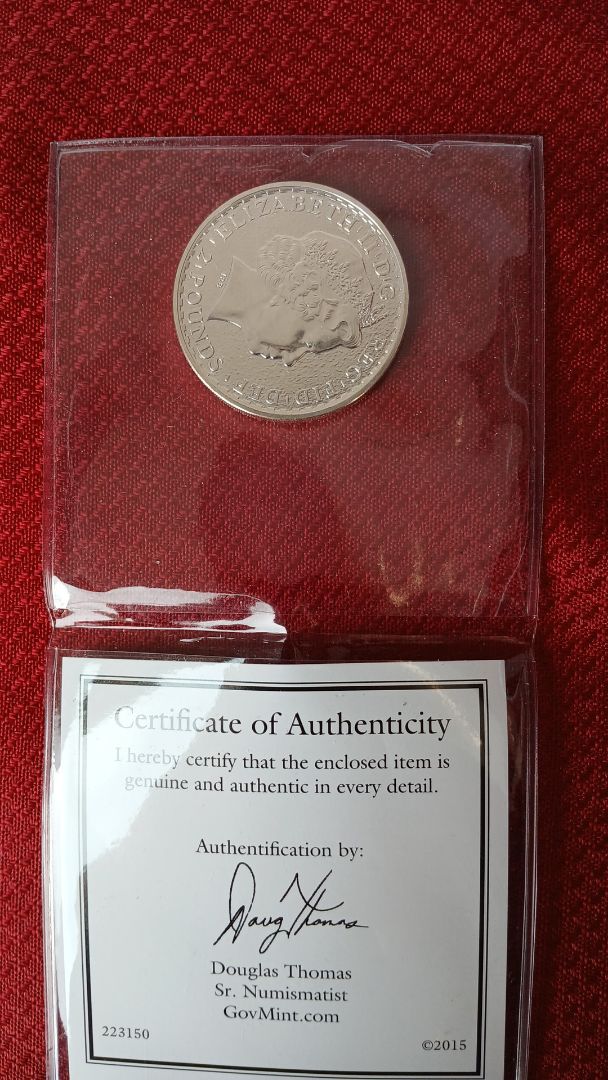 ELIZABETH II · D · G · REG · FID · DEF · 2 · POUNDS
Certificate of Authenticity
I hereby certify that the enclosed item is
genuine and authentic in every detail.
Authentification by:
Doug Thomas
Douglas Thomas
Sr. Numismatist
GovMint.com
223150
©2015